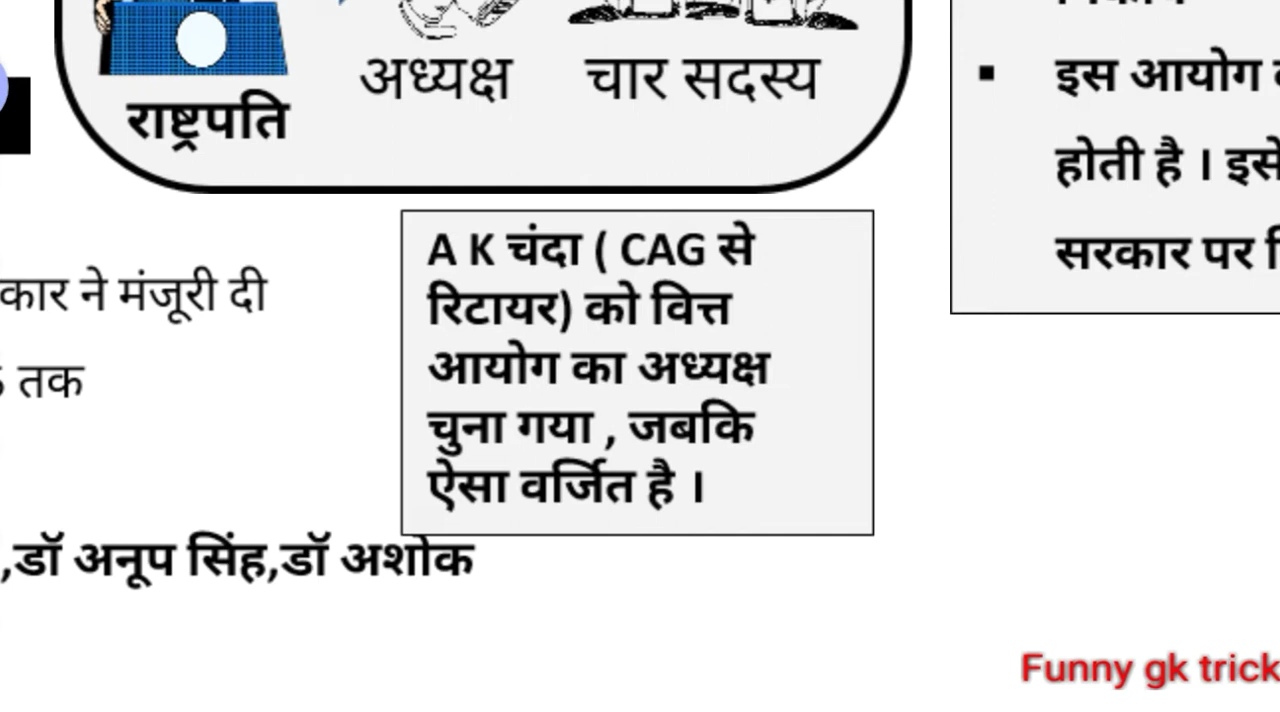 अध्यक्ष
चार सदस्य
राष्ट्रपति
इस आयोग
होती है । इसे
सरकार पर
कार ने मंजूरी दी
तक
A K चंदा ( CAG से
रिटायर) को वित्त
आयोग का अध्यक्ष
चुना गया , जबकि
ऐसा वर्जित है ।
,डॉ अनूप सिंह,डॉ अशोक
Funny gk trick